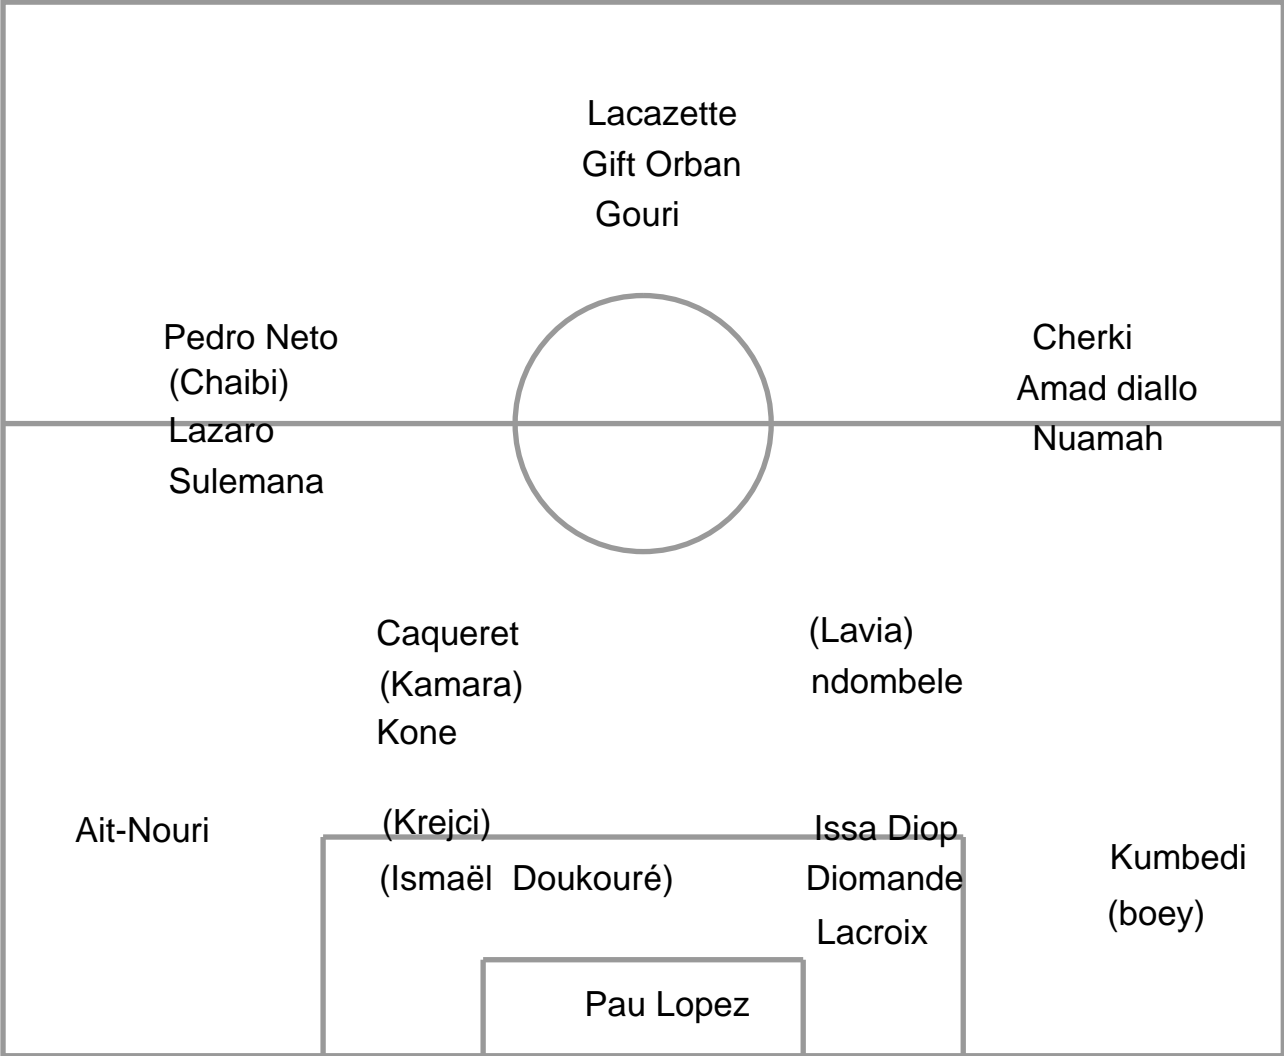 Lacazette
Gift Orban
Gouri
Pedro Neto
(Chaibi)
Lazaro
Sulemana
Cherki
Amad diallo
Nuamah
Caqueret
(Kamara)
Kone
(Lavia)
ndombele
Ait-Nouri
(Krejci)
(Ismaël Doukouré)
Issa Diop
Diomande
Lacroix
Kumbedi
(boey)
Pau Lopez